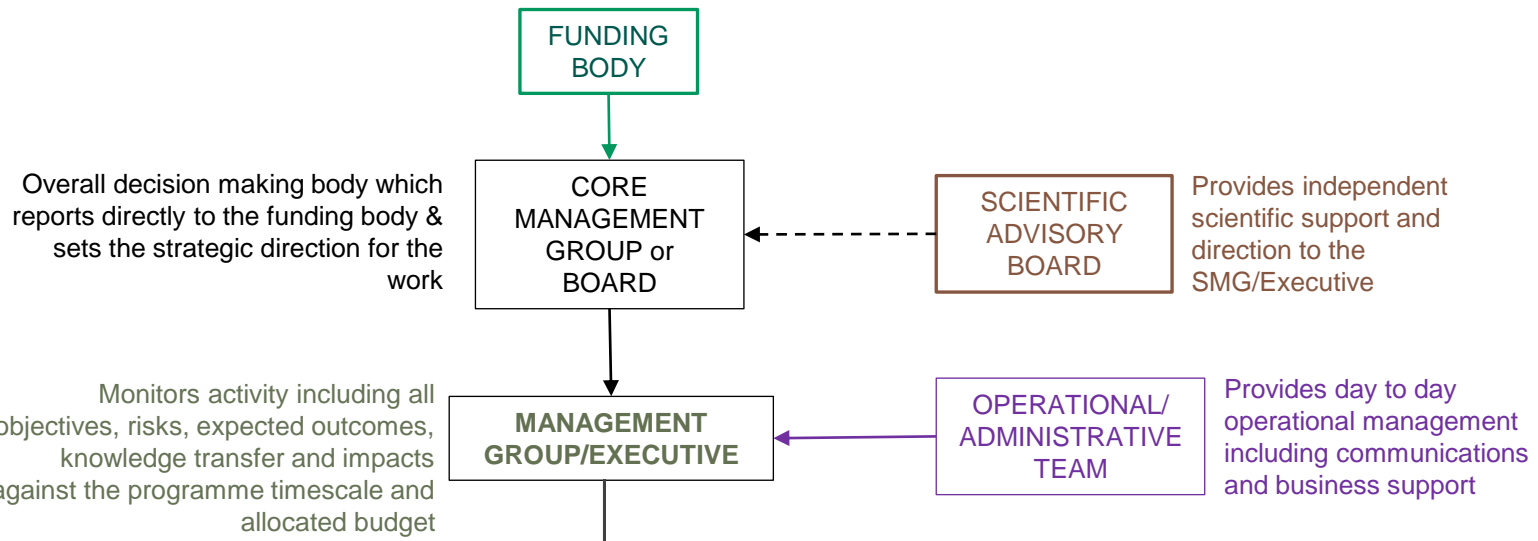 FUNDING
BODY
Overall decision making body which
reports directly to the funding body &
sets the strategic direction for the
work
CORE
MANAGEMENT
GROUP or
BOARD
SCIENTIFIC
ADVISORY
BOARD
Provides independent
scientific support and
direction to the
SMG/Executive
Monitors activity including all
objectives, risks, expected outcomes,
knowledge transfer and impacts
against the programme timescale and
allocated budget
MANAGEMENT
GROUP/EXECUTIVE
OPERATIONAL/
ADMINISTRATIVE
TEAM
Provides day to day
operational management
including communications
and business support